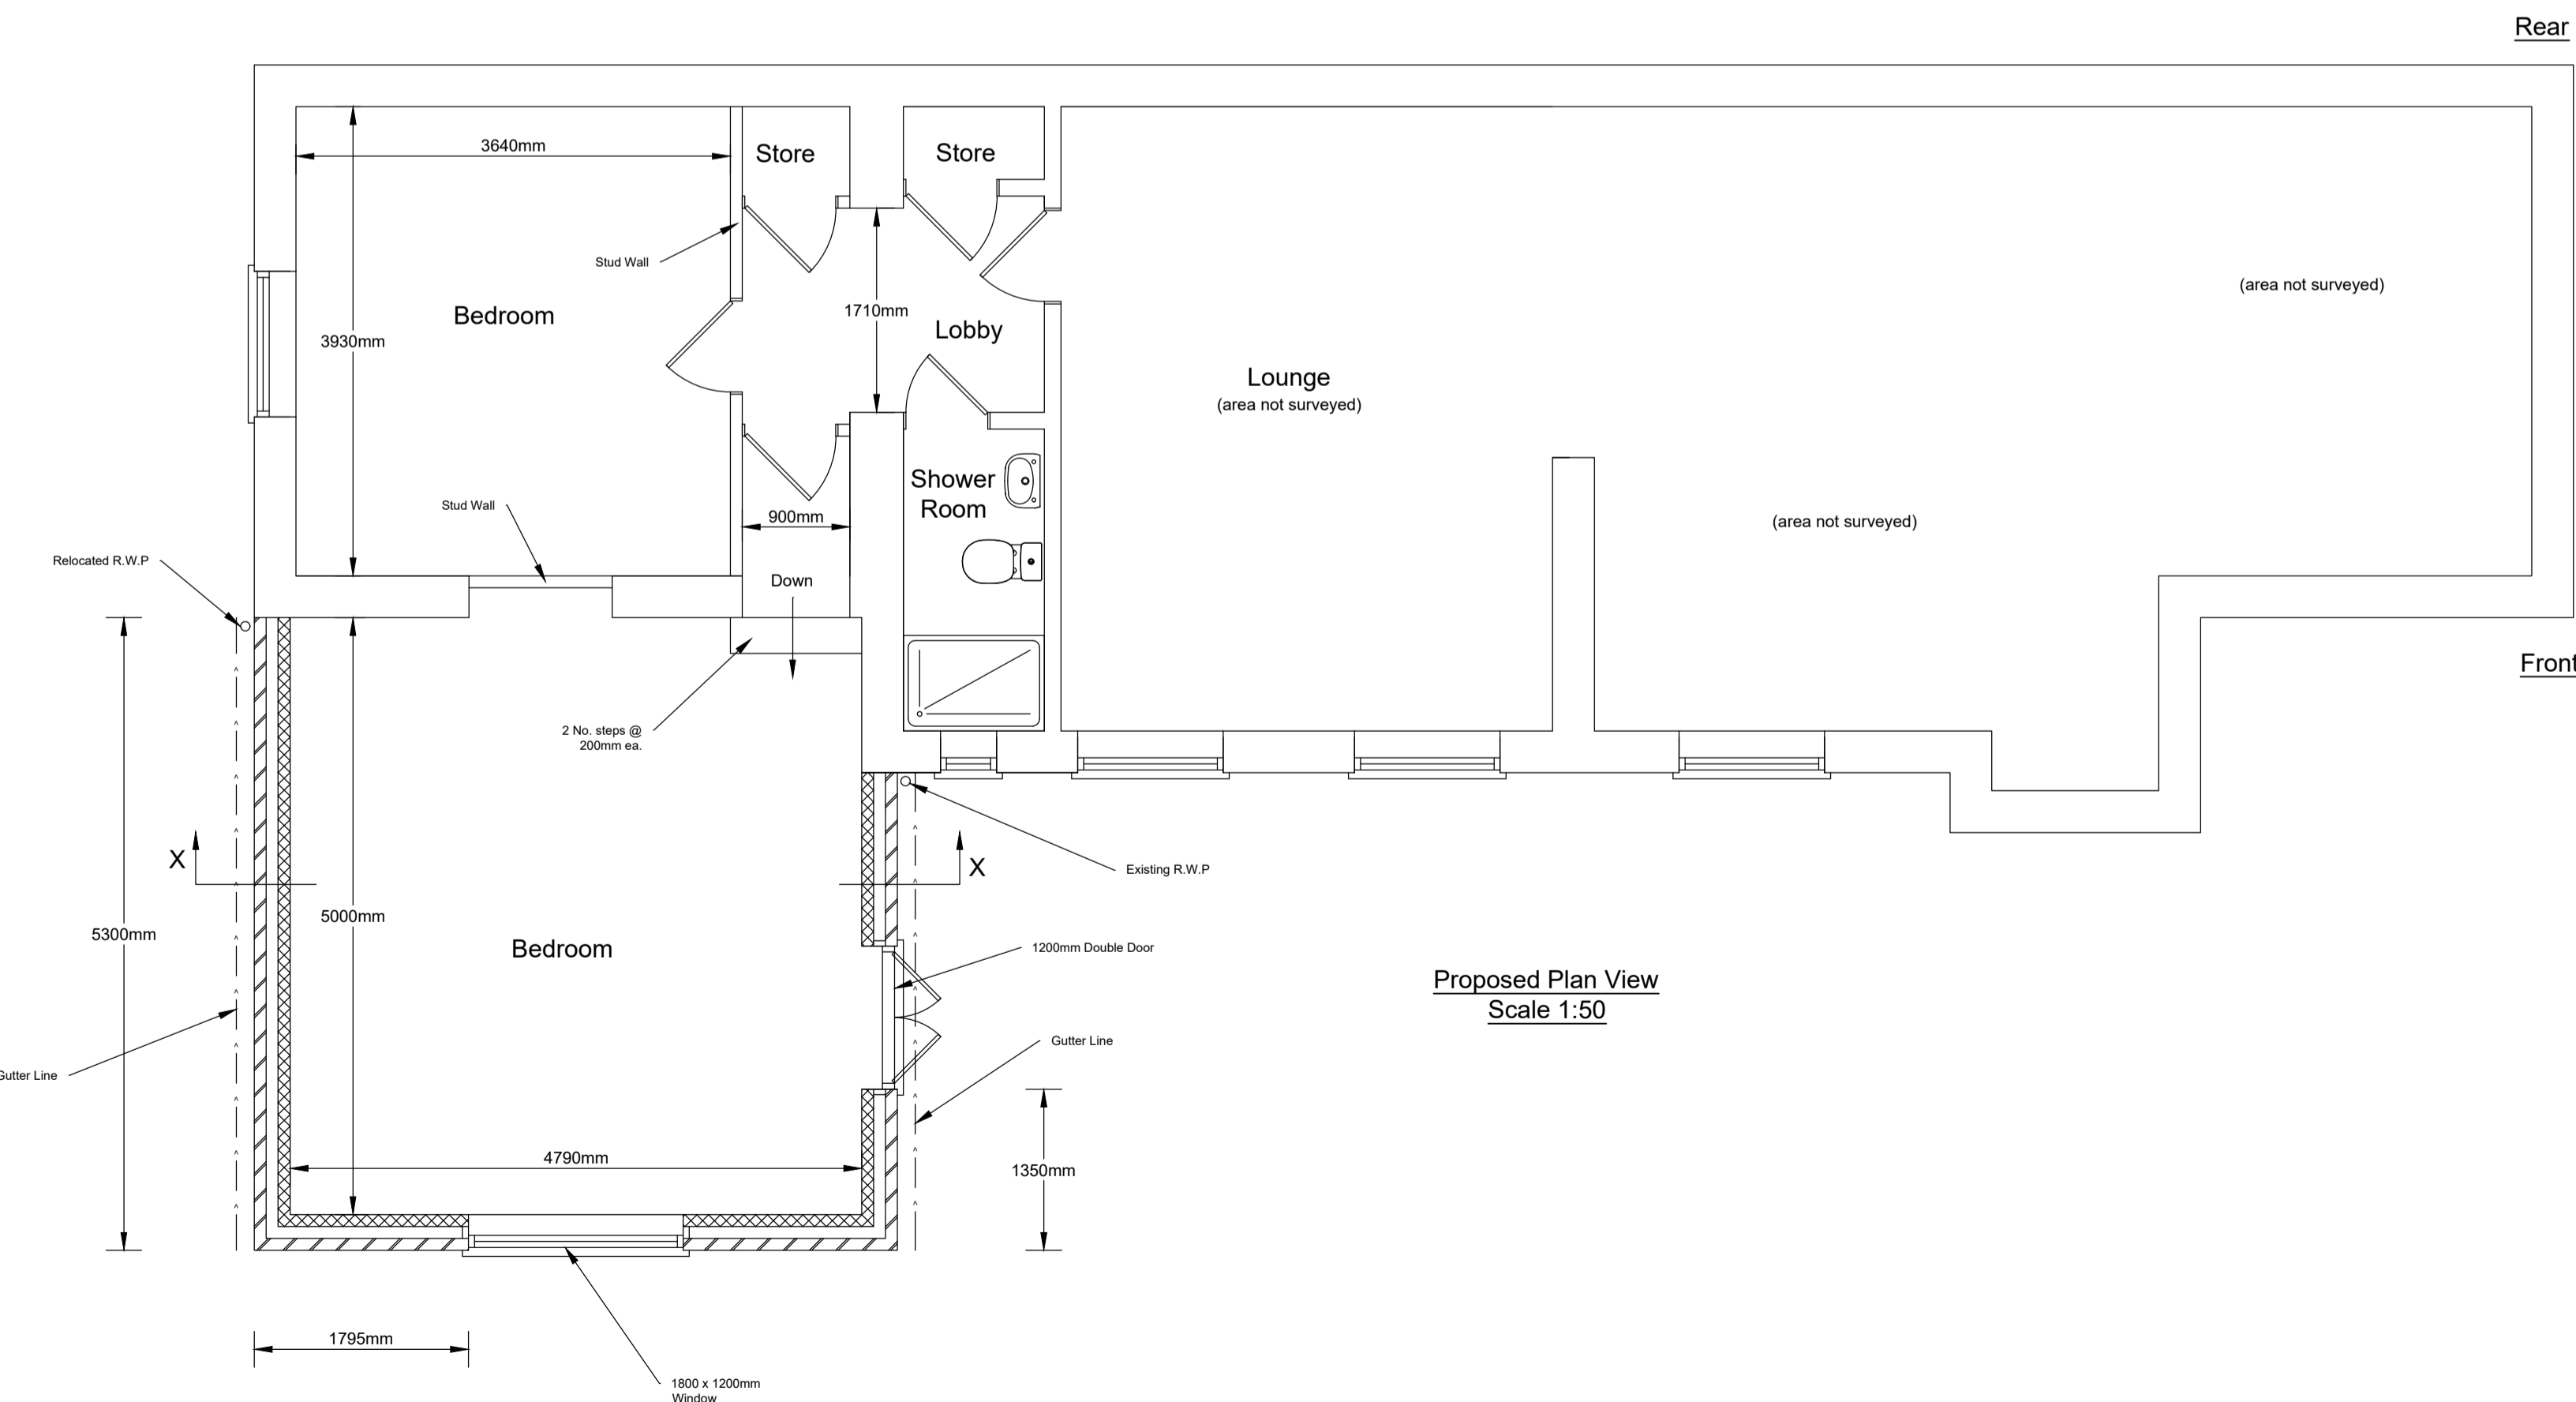 Rear
3640mm
Store
Store
Stud Wall
Bedroom
3930mm
1710mm
Lobby
(area not surveyed)
Lounge
(area not surveyed)
Stud Wall
900mm
Shower
Room
(area not surveyed)
Relocated R.W.P
Down
Front
2 No. steps @
200mm ea.
X
X
Existing R.W.P
5300mm
5000mm
Bedroom
1200mm Double Door
Proposed Plan View
Scale 1:50
Gutter Line
Gutter Line
4790mm
1350mm
1795mm
1800 x 1200mm
Window